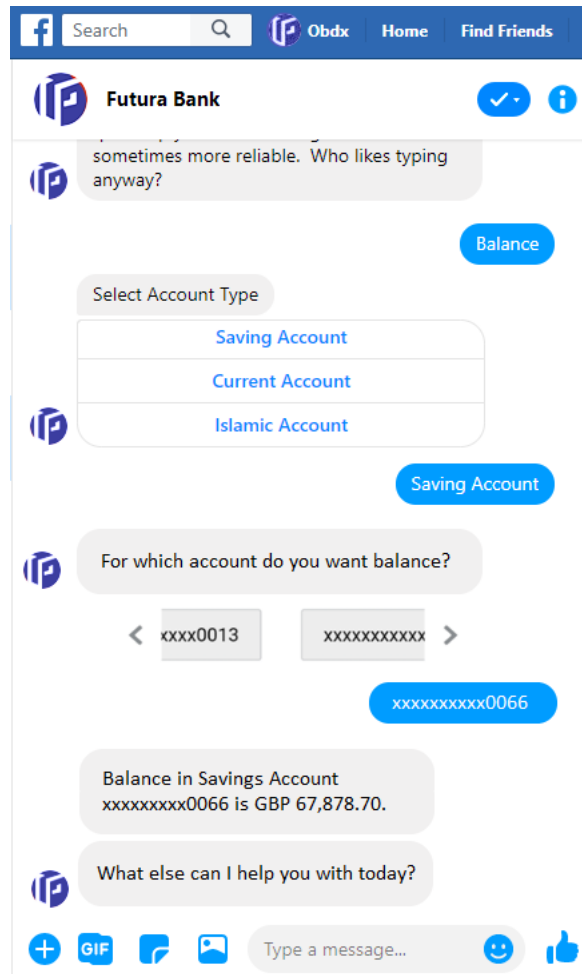 Search
Obdx
Home
Find Friends
Futura Bank
sometimes more reliable.  Who likes typing
anyway?
Balance
Select Account Type
Saving Account
Current Account
Islamic Account
Saving Account
For which account do you want balance?
xxxx0013
xxxxxxxxxxx
xxxxxxxxxx0066
Balance in Savings Account
xxxxxxxxx0066 is GBP 67,878.70.
What else can I help you with today?
GIF
Type a message...